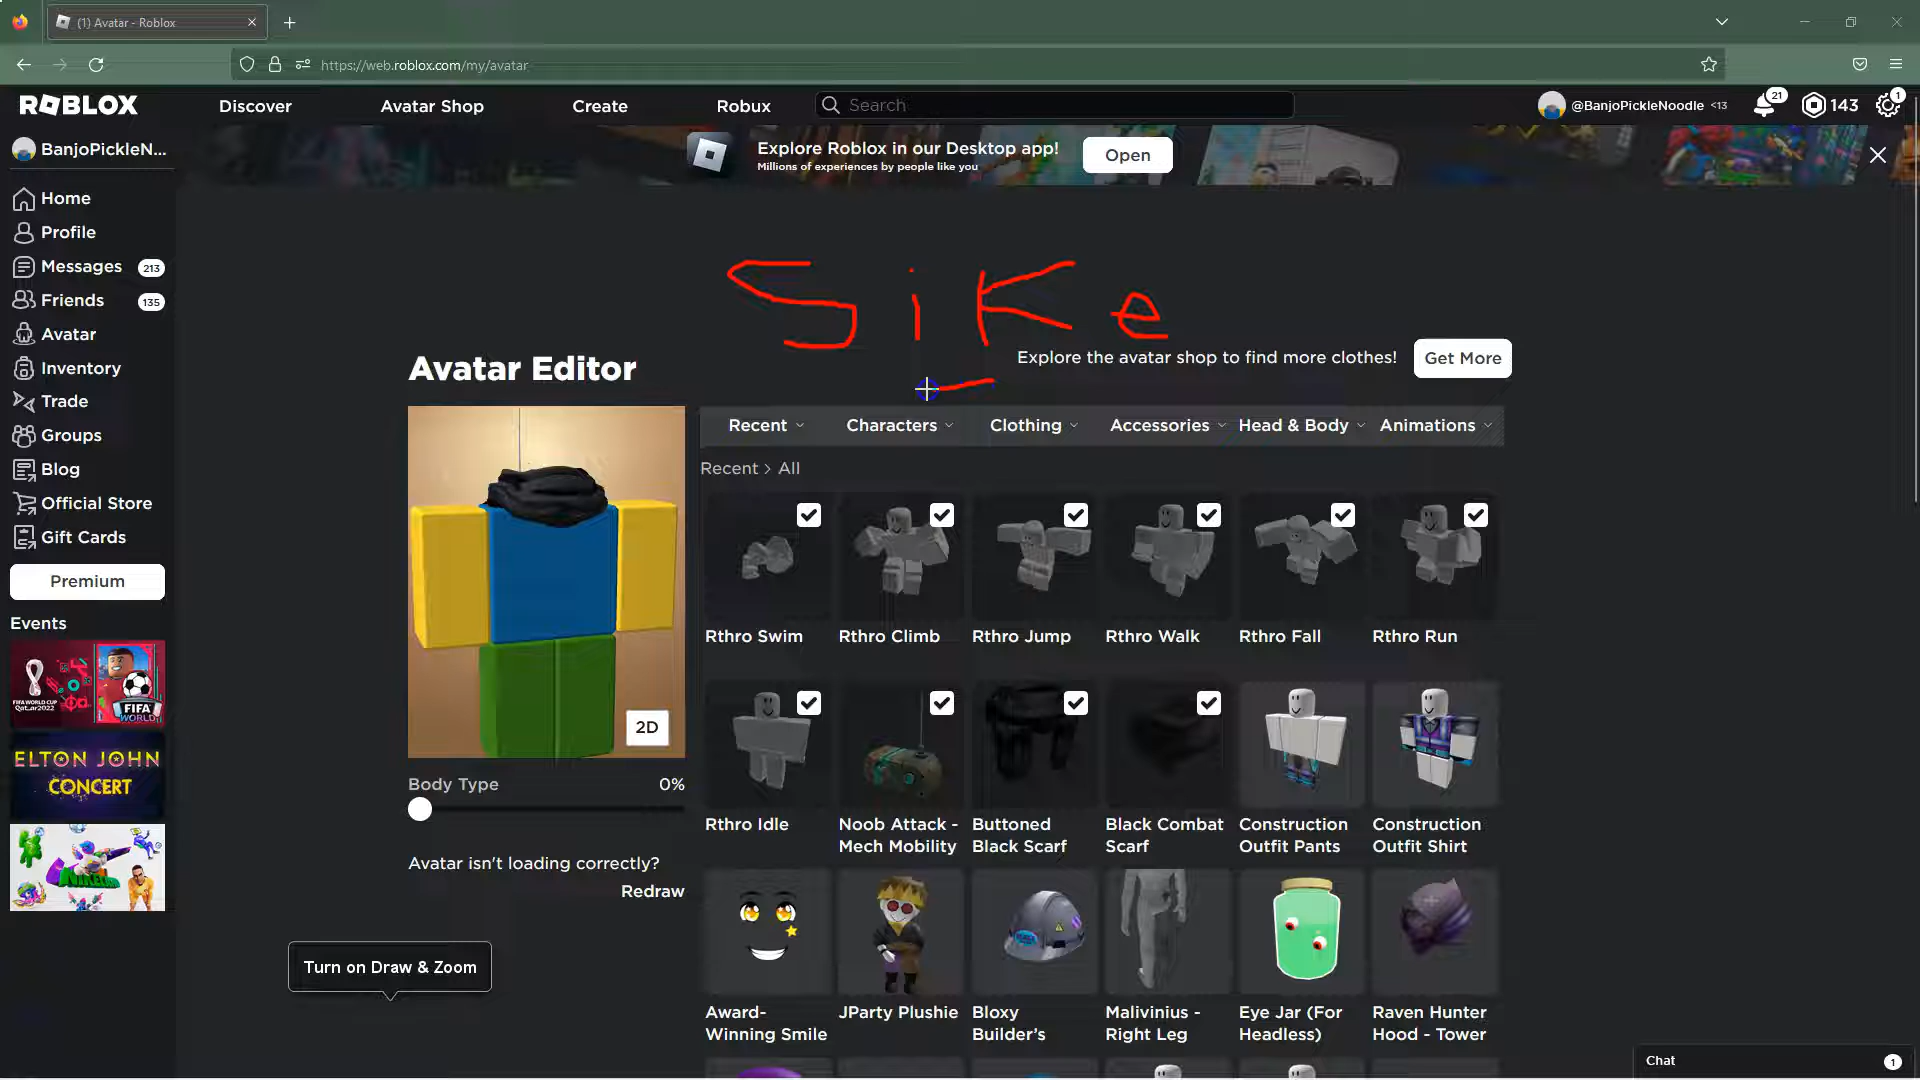 (1) Avatar - Roblox
https://web.roblox.com/my/avatar
ROBLOX
Discover
Avatar Shop
Create
Robux
Search
@BanjoPickleNoodle <13
21
143
1
BanjoPickleN...
Explore Roblox in our Desktop app!
Millions of experiences by people like you
Open
Home
Profile
Messages 213
Friends 135
Avatar
Inventory
Trade
Groups
Blog
Official Store
Gift Cards
Premium
Events
FIFA WORLD CUP
Qatar2022
FIFA
WORLD
ELTON JOHN
CONCERT
NIKELAND
SiKe
Avatar Editor
Explore the avatar shop to find more clothes!
Get More
2D
Body Type 0%
Avatar isn't loading correctly?
Redraw
Turn on Draw & Zoom
Recent
Characters
Clothing
Accessories
Head & Body
Animations
Recent > All
Rthro Swim
Rthro Climb
Rthro Jump
Rthro Walk
Rthro Fall
Rthro Run
Rthro Idle
Noob Attack -
Mech Mobility
Buttoned
Black Scarf
Black Combat
Scarf
Construction
Outfit Pants
Construction
Outfit Shirt
Award-
Winning Smile
JParty Plushie
Bloxy
Builder's
Malivinius -
Right Leg
Eye Jar (For
Headless)
Raven Hunter
Hood - Tower
Chat
1